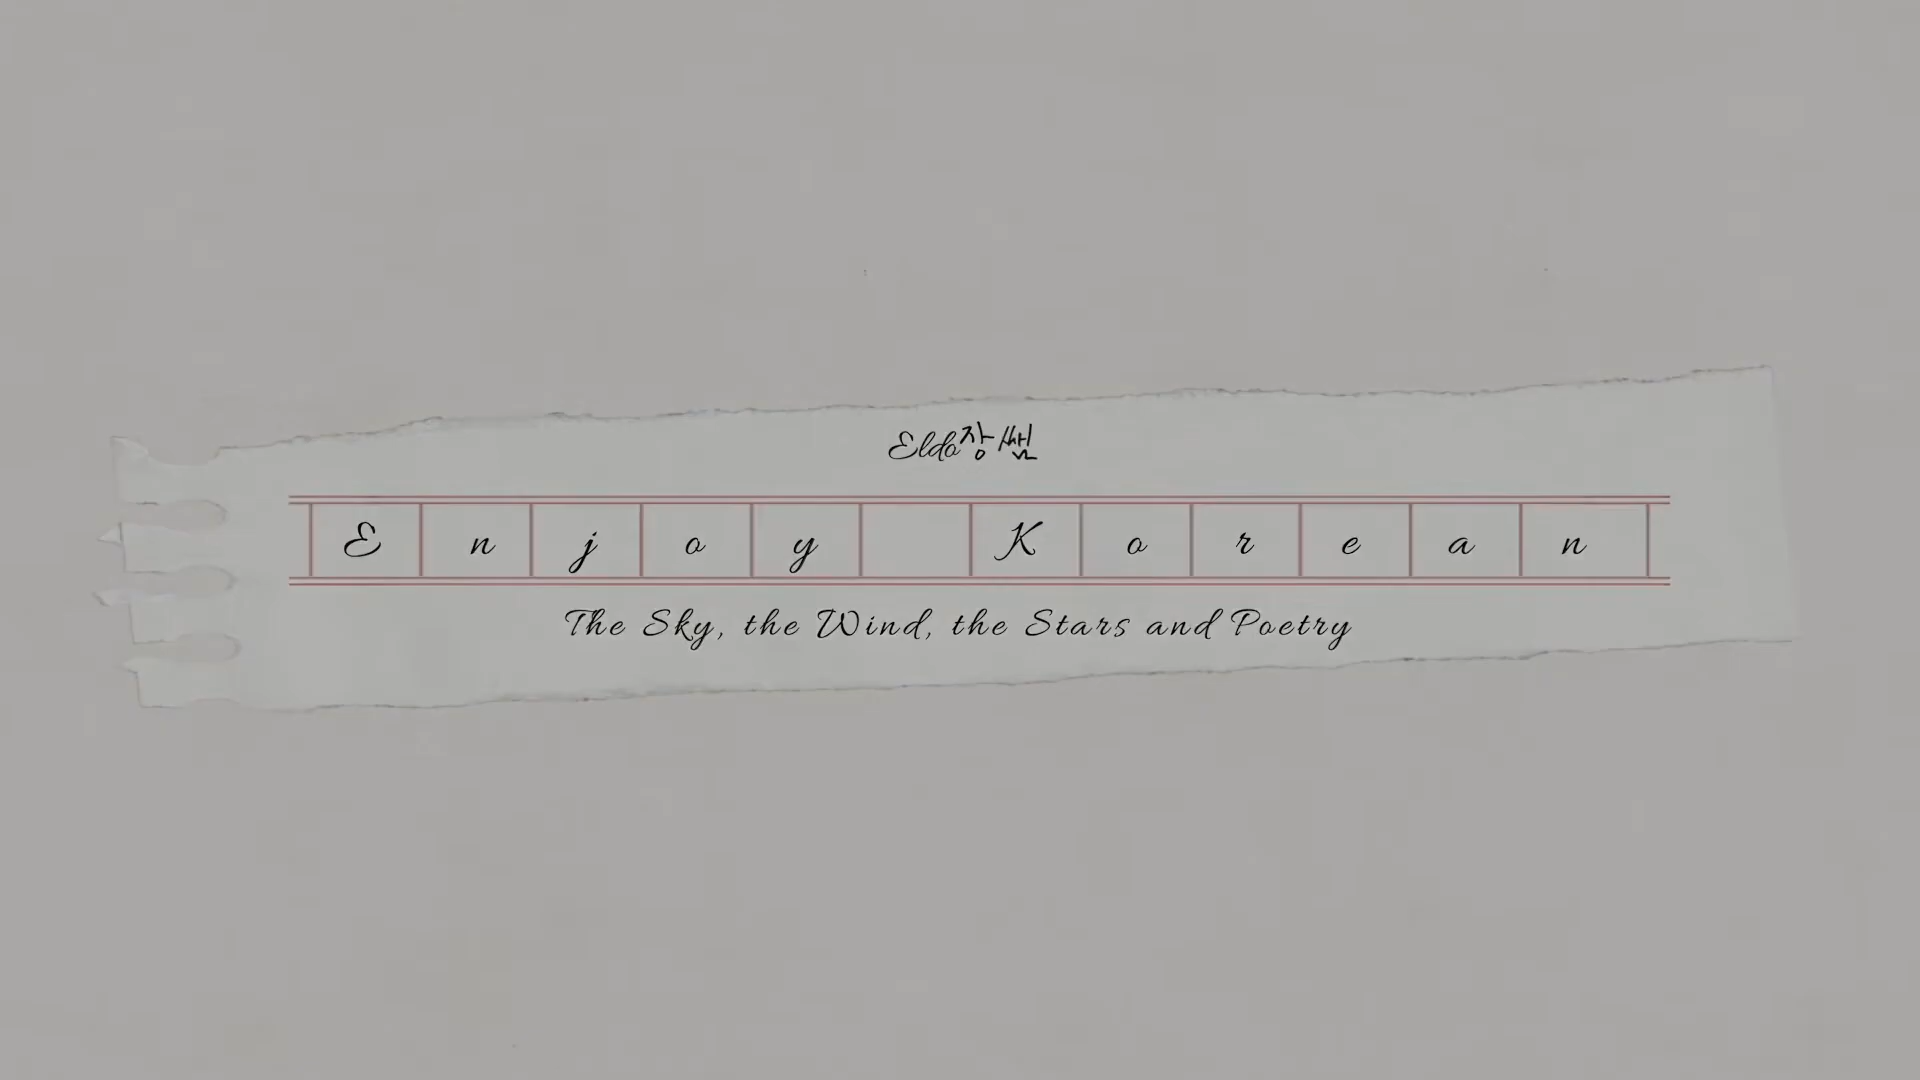 Eldo장쌤
Enjoy Korean
The Sky, the Wind, the Stars and Poetry